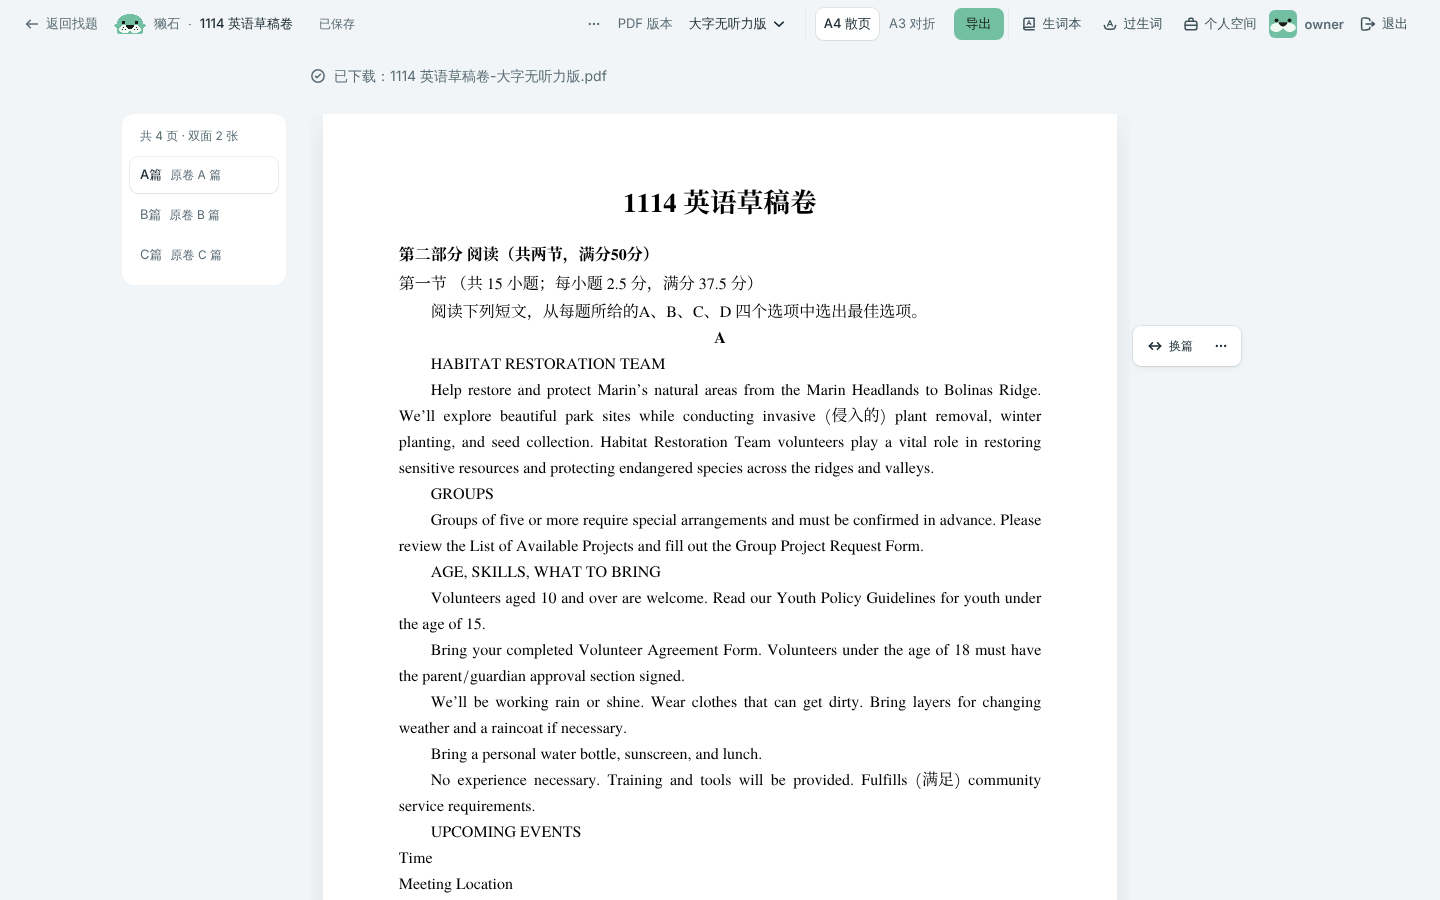 返回找题
獭石 · 1114 英语草稿卷
已保存
PDF 版本
大字无听力版
A4 散页
A3 对折
导出
生词本
过生词
个人空间
owner
退出
已下载：1114 英语草稿卷-大字无听力版.pdf
共 4 页 · 双面 2 张
A篇 原卷 A 篇
B篇 原卷 B 篇
C篇 原卷 C 篇
1114 英语草稿卷
第二部分 阅读（共两节，满分50分）
第一节 （共 15 小题；每小题 2.5 分，满分 37.5 分）
阅读下列短文，从每题所给的A、B、C、D 四个选项中选出最佳选项。
A
HABITAT RESTORATION TEAM
Help restore and protect Marin’s natural areas from the Marin Headlands to Bolinas Ridge.
We’ll explore beautiful park sites while conducting invasive (侵入的) plant removal, winter
planting, and seed collection. Habitat Restoration Team volunteers play a vital role in restoring
sensitive resources and protecting endangered species across the ridges and valleys.
GROUPS
Groups of five or more require special arrangements and must be confirmed in advance. Please
review the List of Available Projects and fill out the Group Project Request Form.
AGE, SKILLS, WHAT TO BRING
Volunteers aged 10 and over are welcome. Read our Youth Policy Guidelines for youth under
the age of 15.
Bring your completed Volunteer Agreement Form. Volunteers under the age of 18 must have
the parent/guardian approval section signed.
We’ll be working rain or shine. Wear clothes that can get dirty. Bring layers for changing
weather and a raincoat if necessary.
Bring a personal water bottle, sunscreen, and lunch.
No experience necessary. Training and tools will be provided. Fulfills (满足) community
service requirements.
UPCOMING EVENTS
Time
Meeting Location
换篇